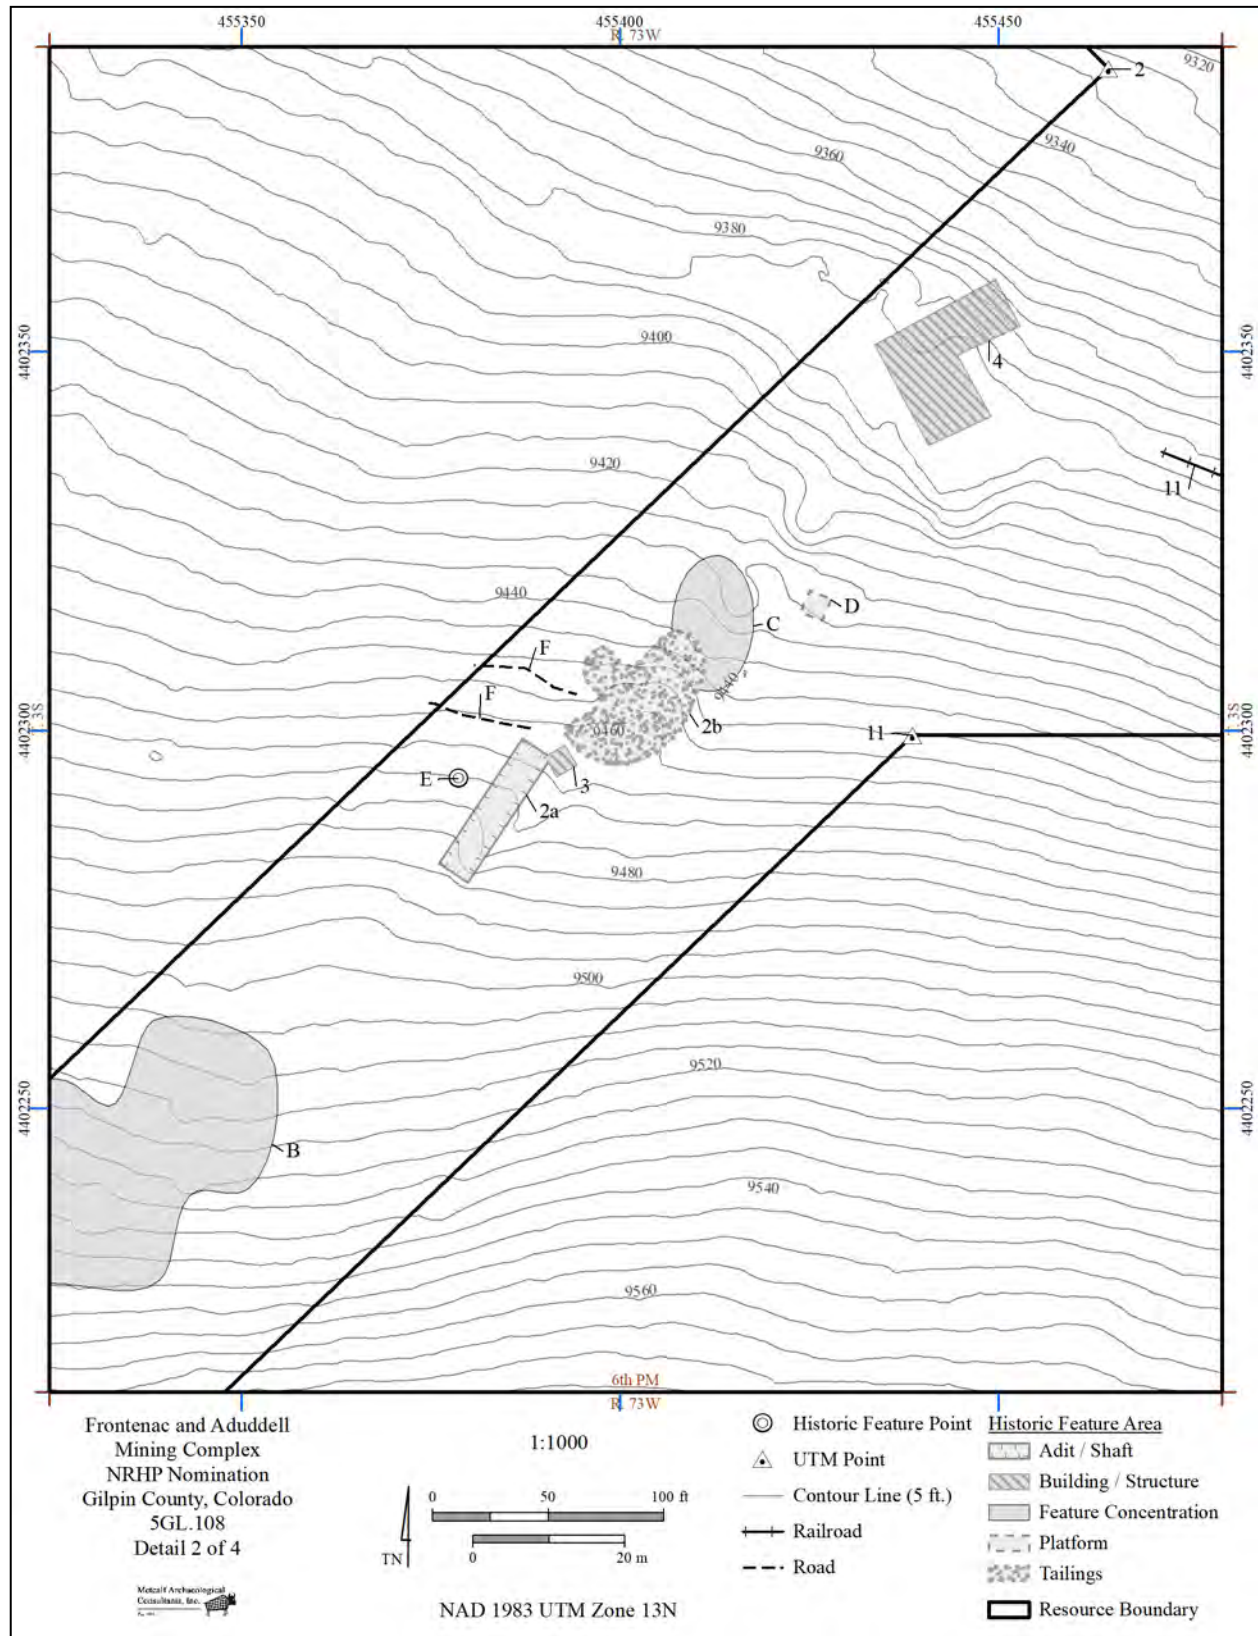 455350
455400
455450
R. 73W
2
9320
9340
9360
9380
4402350
4402350
9400
4
9420
11
9440
D
C
F
F
9440
4402300
.3S
9460
2b
11
4402300
.3S
E
3
2a
9480
9500
9520
4402250
4402250
B
9540
9560
6th PM
R. 73W
Frontenac and Aduddell
Mining Complex
NRHP Nomination
Gilpin County, Colorado
5GL.108
Detail 2 of 4
Metcalf Archaeological
Consultants, Inc.
1:1000
0 50 100 ft
0 20 m
TN
NAD 1983 UTM Zone 13N
Historic Feature Point
UTM Point
Contour Line (5 ft.)
Railroad
Road
Historic Feature Area
Adit / Shaft
Building / Structure
Feature Concentration
Platform
Tailings
Resource Boundary